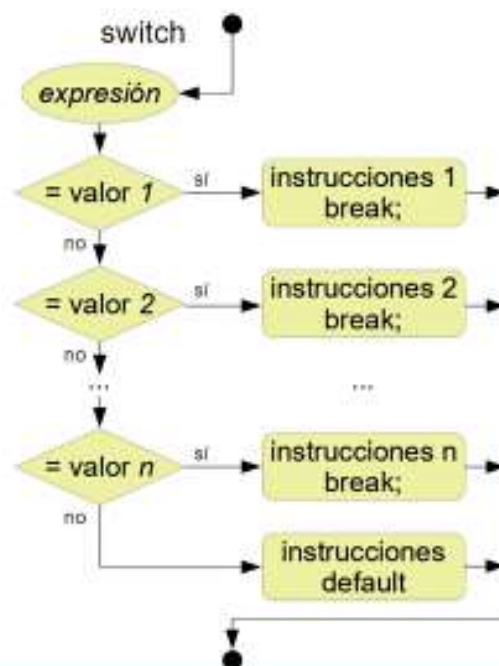 switch
expresión
= valor 1
sí
instrucciones 1
break;
no
= valor 2
sí
instrucciones 2
break;
no
...
...
= valor n
sí
instrucciones n
break;
no
instrucciones
default